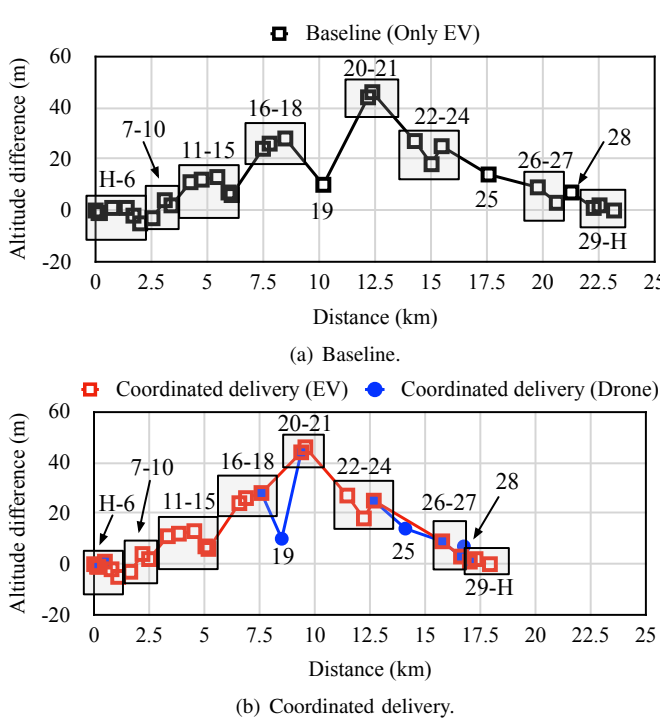 Baseline (Only EV)
Altitude difference (m)
60
40
20
0
-20
H-6
7-10
11-15
16-18
19
20-21
22-24
25
26-27
28
29-H
0 2.5 5 7.5 10 12.5 15 17.5 20 22.5 25
Distance (km)
(a) Baseline.
Coordinated delivery (EV) Coordinated delivery (Drone)
Altitude difference (m)
60
40
20
0
-20
H-6
7-10
11-15
16-18
19
20-21
22-24
25
26-27
28
29-H
0 2.5 5 7.5 10 12.5 15 17.5 20 22.5 25
Distance (km)
(b) Coordinated delivery.